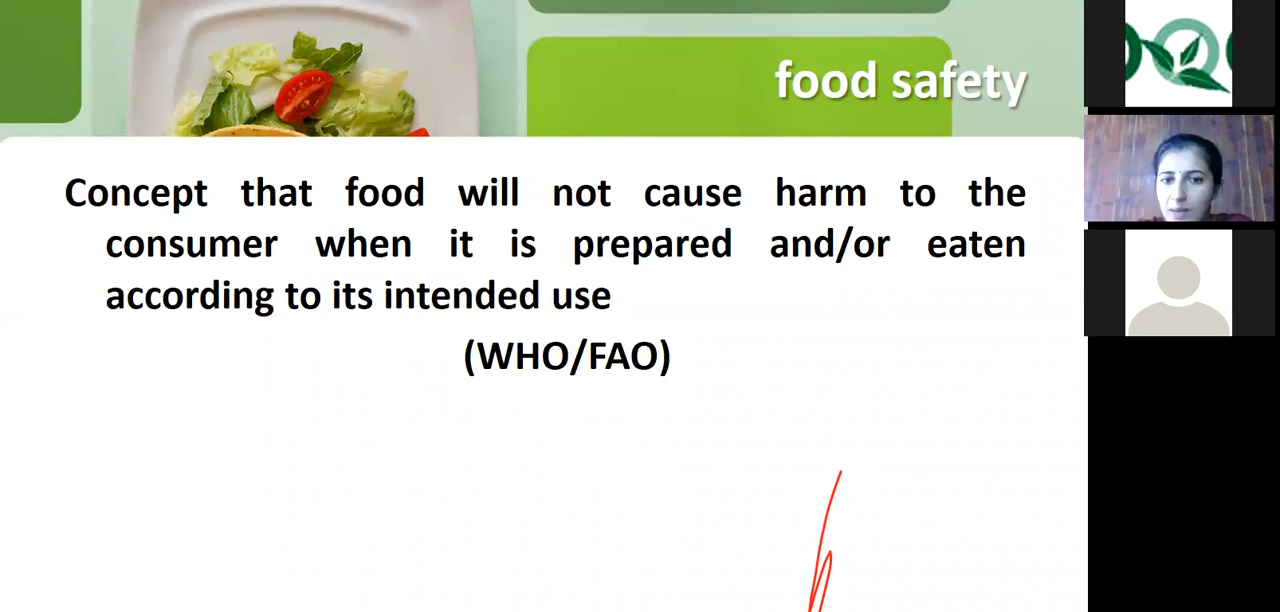 food safety
Concept that food will not cause harm to the
consumer when it is prepared and/or eaten
according to its intended use
(WHO/FAO)